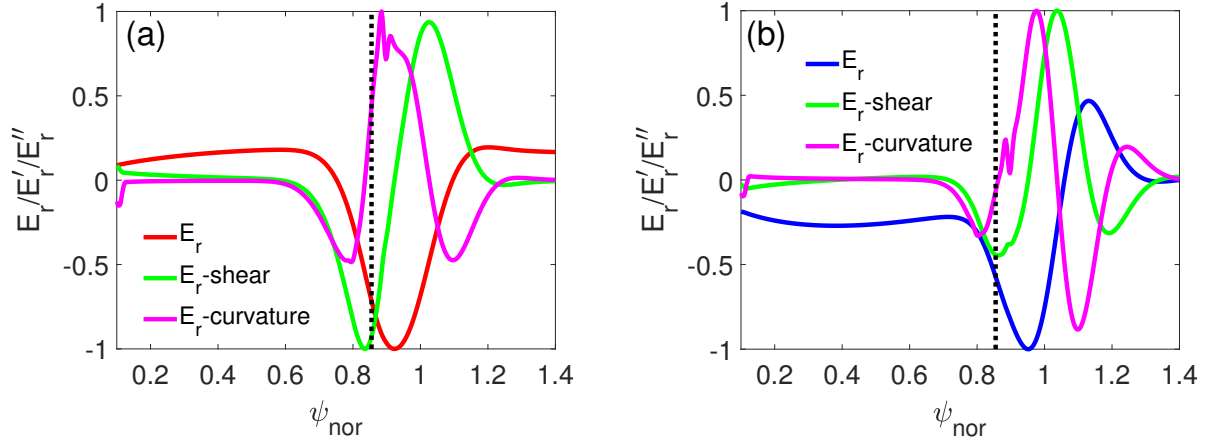 (a)
E_r/E_r'/E_r''
1
0.5
0
-0.5
-1
E_r
E_r-shear
E_r-curvature
0.2 0.4 0.6 0.8 1 1.2 1.4
ψ_nor
(b)
E_r/E_r'/E_r''
1
0.5
0
-0.5
-1
E_r
E_r-shear
E_r-curvature
0.2 0.4 0.6 0.8 1 1.2 1.4
ψ_nor